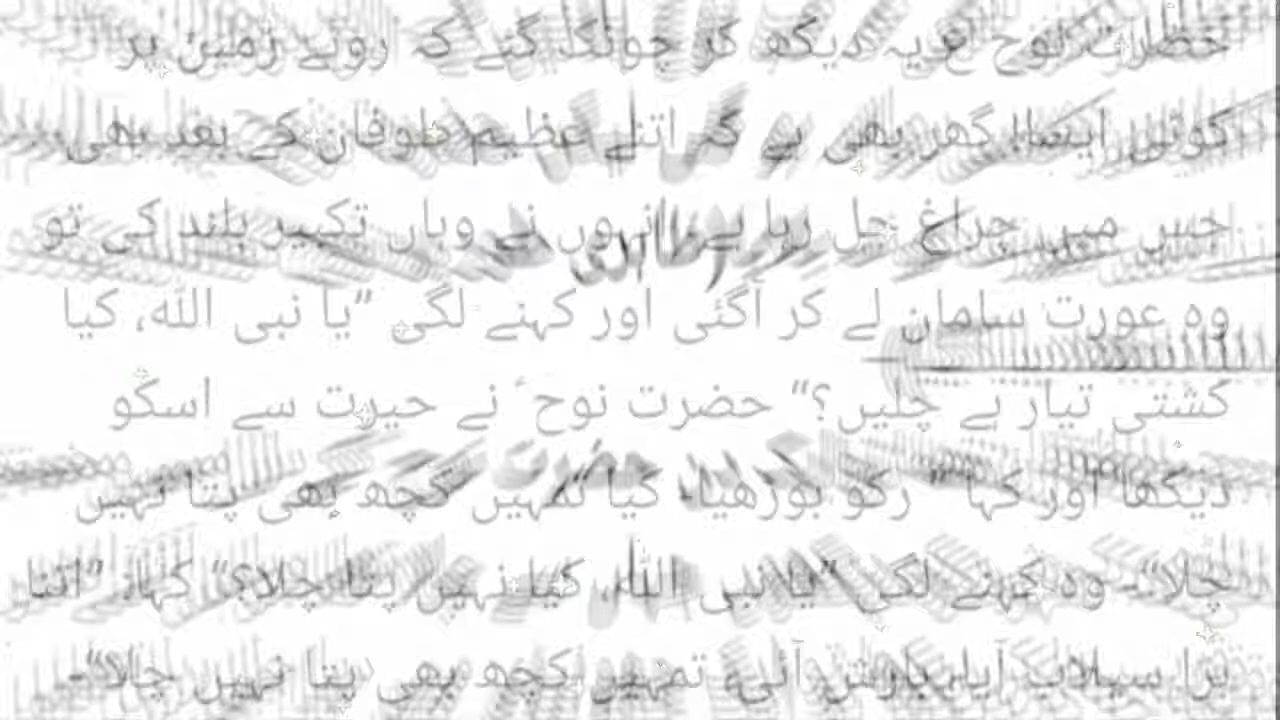 حضرت نوح ع یہ دیکھ کر چونک گئے کہ روئے زمین پر
کوئی ایسا گھر بھی ہے کہ اتنے عظیم طوفان کے بعد بھی
جس میں چراغ جل رہا ہے۔ انہوں نے وہاں تکبیر بلند کی تو
وہ عورت سامان لے کر آگئی اور کہنے لگی ”یا نبی اللہ، کیا
کشتی تیار ہے چلیں؟“ حضرت نوح ؑ نے حیرت سے اسکو
دیکھا اور کہا ” رکو بوڑھیا، کیا تمہیں کچھ بھی پتا نہیں
چلا“۔ وہ کہنے لگی ”یا نبی اللہ، کیا نہیں پتا چلا؟“ کہا، ”اتنا
بڑا سیلاب آیا، بارش آئی، تمہیں کچھ بھی پتا نہیں چلا“۔